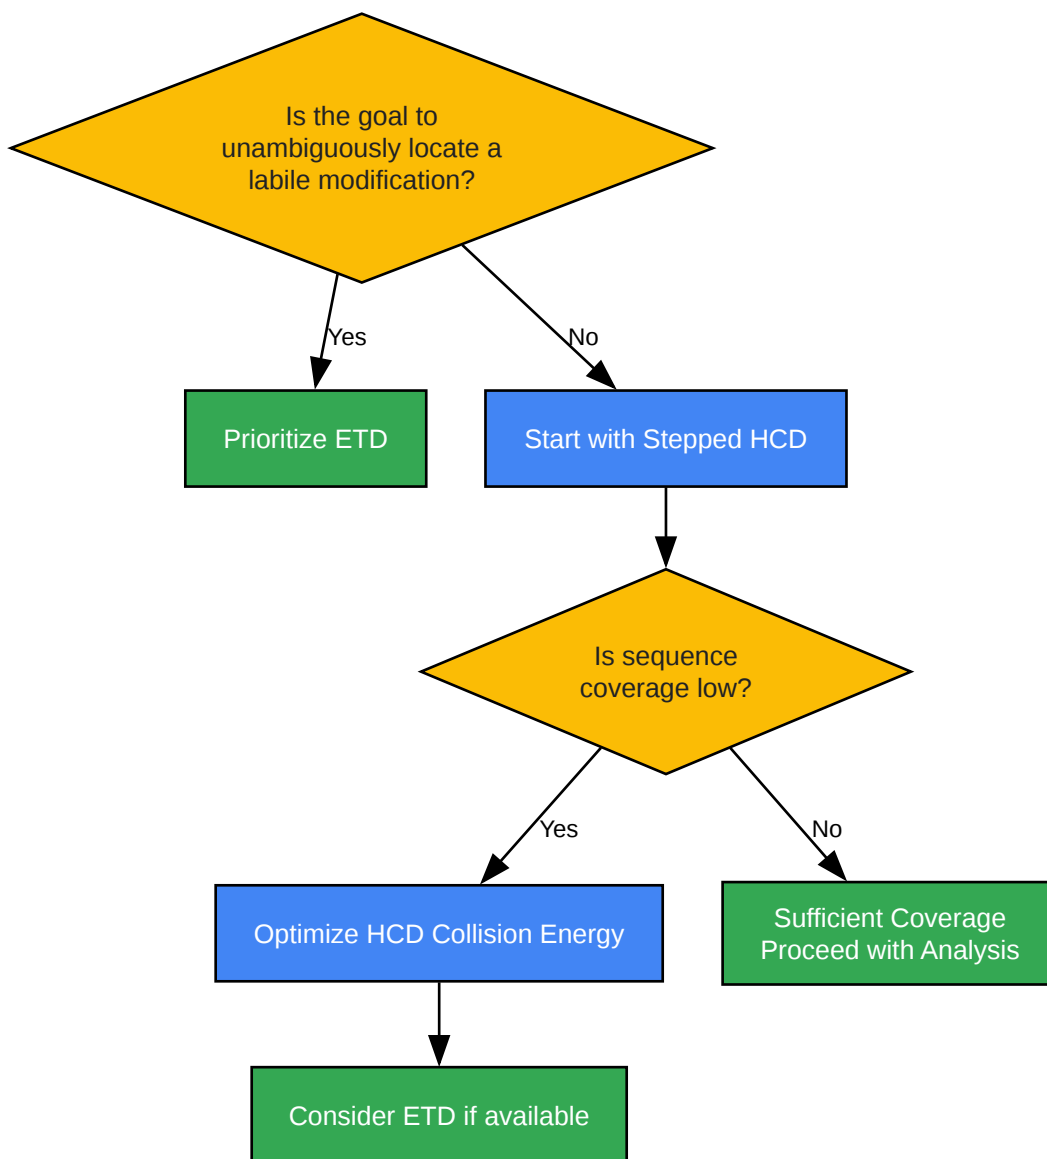 Is the goal to
unambiguously locate a
labile modification?
Yes
No
Prioritize ETD
Start with Stepped HCD
Is sequence
coverage low?
Yes
No
Optimize HCD Collision Energy
Sufficient Coverage
Proceed with Analysis
Consider ETD if available